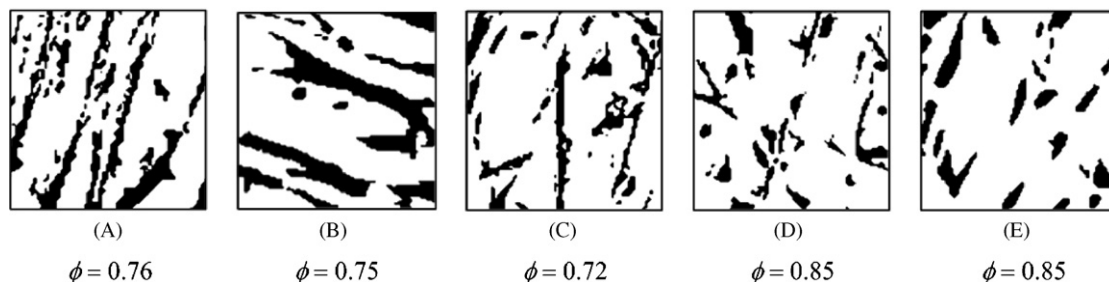 (A) (B) (C) (D) (E)
ϕ = 0.76 ϕ = 0.75 ϕ = 0.72 ϕ = 0.85 ϕ = 0.85